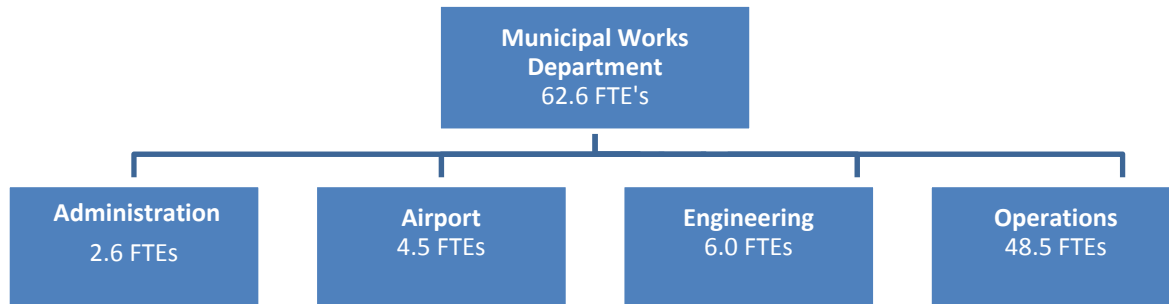 Municipal Works
Department
62.6 FTE's
Administration
2.6 FTEs
Airport
4.5 FTEs
Engineering
6.0 FTEs
Operations
48.5 FTEs